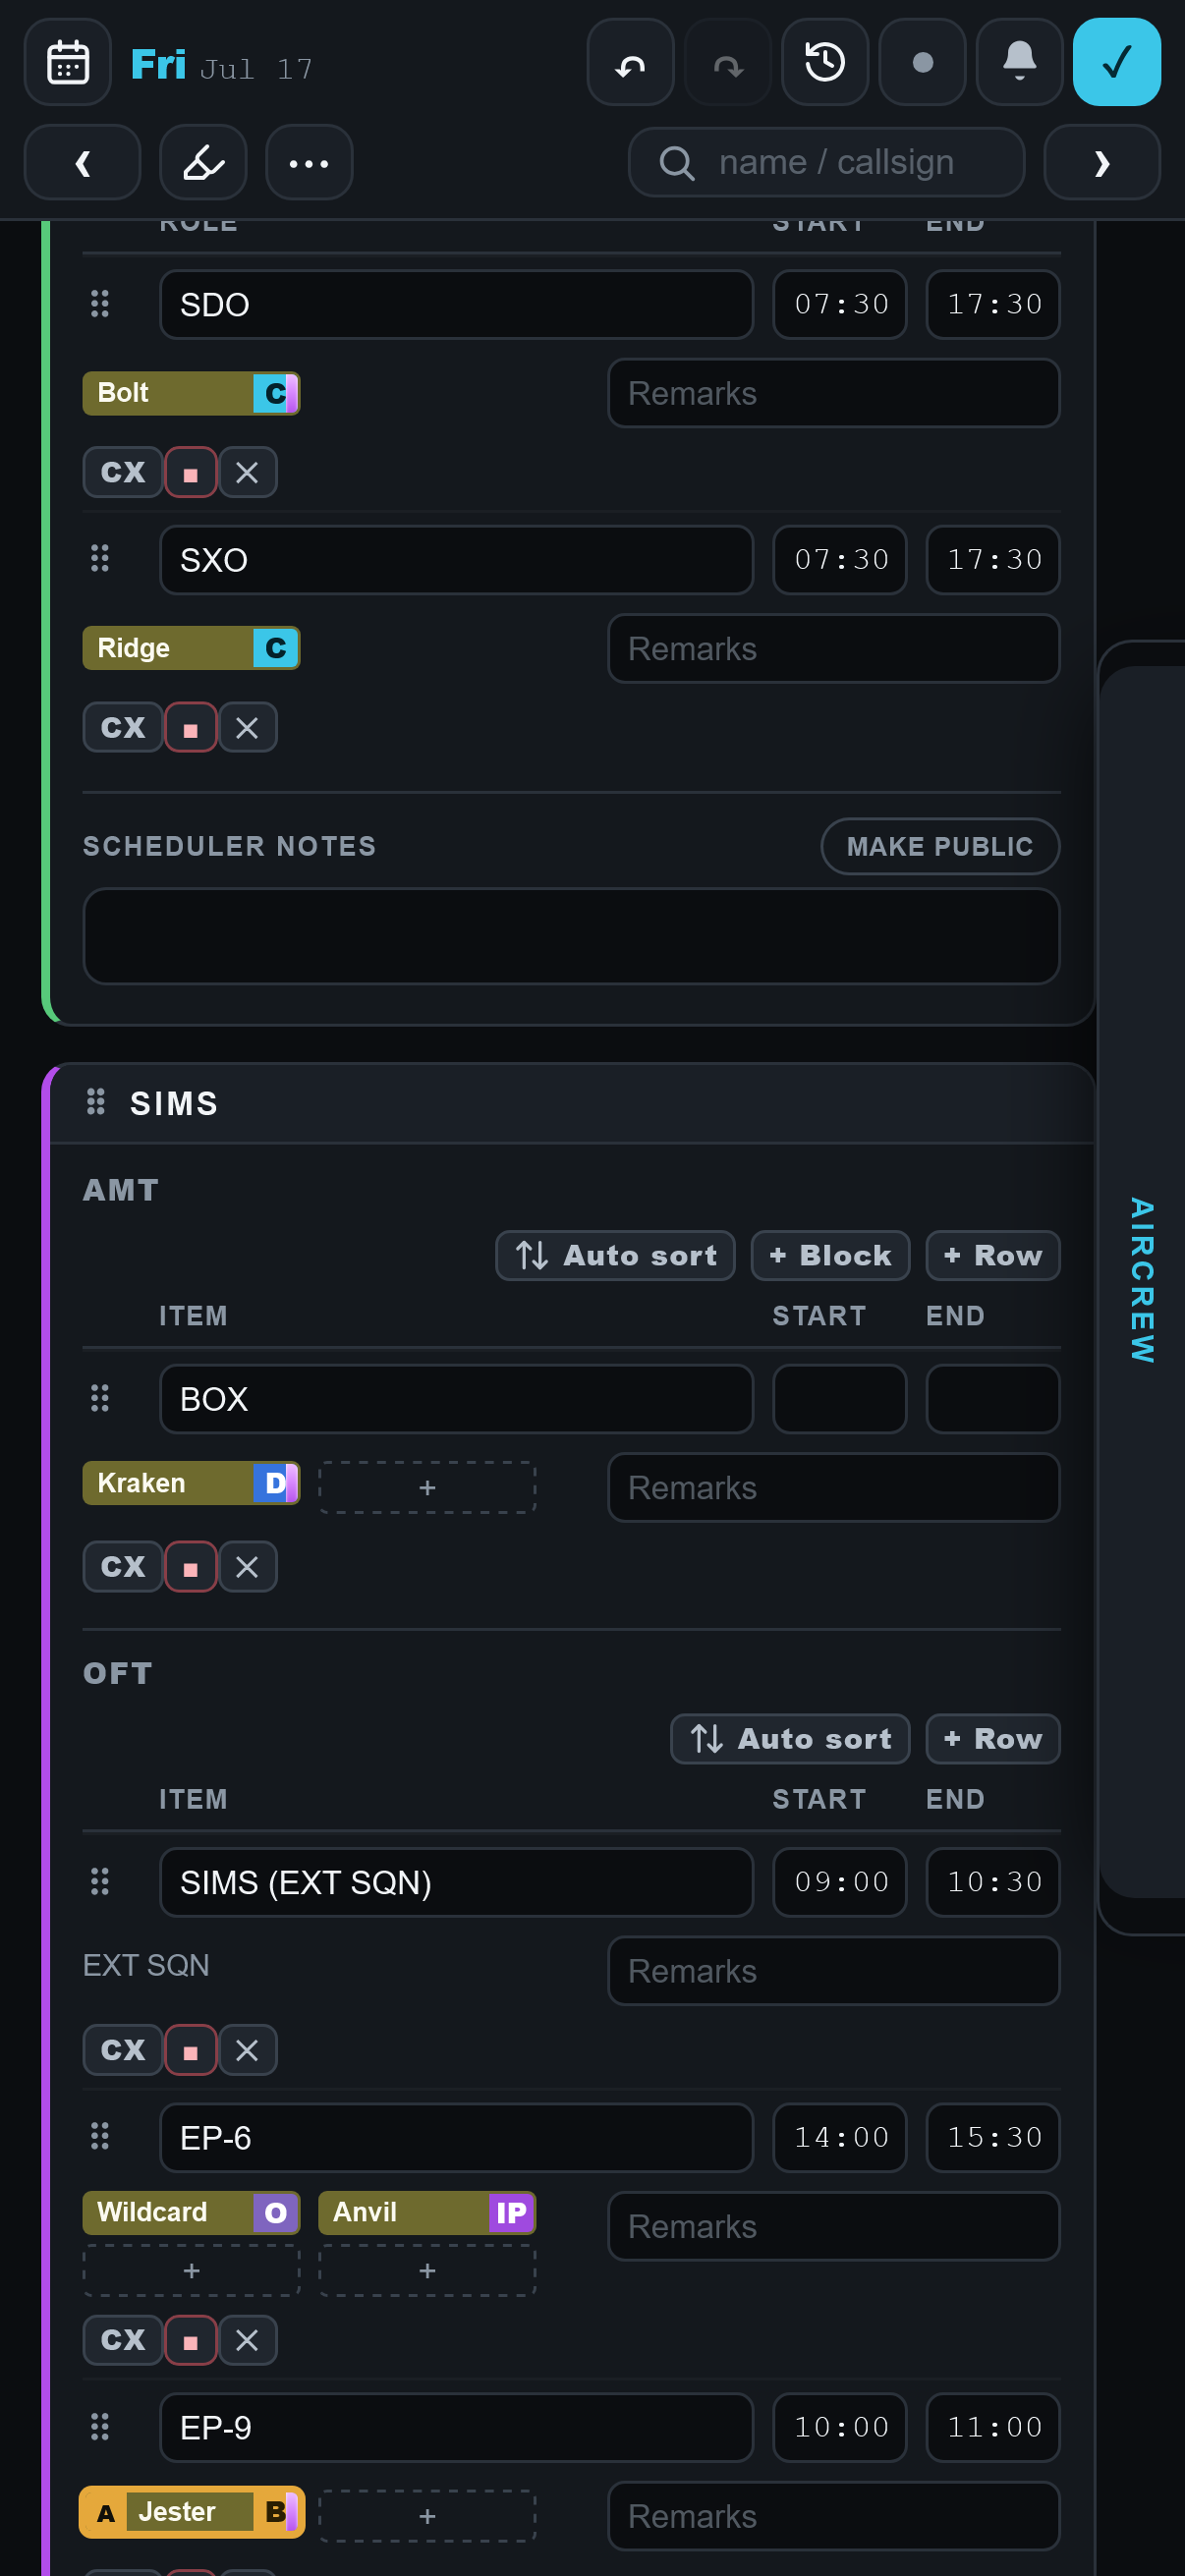 Fri Jul 17
name / callsign
ROLE START END
SDO 07:30 17:30
Bolt C Remarks
CX
SXO 07:30 17:30
Ridge C Remarks
CX
SCHEDULER NOTES MAKE PUBLIC
SIMS
AMT
Auto sort + Block + Row
ITEM START END
BOX
Kraken D + Remarks
CX
OFT
Auto sort + Row
ITEM START END
SIMS (EXT SQN) 09:00 10:30
EXT SQN Remarks
CX
EP-6 14:00 15:30
Wildcard O Anvil IP Remarks
+ +
CX
EP-9 10:00 11:00
A Jester B + Remarks
AIRCREW